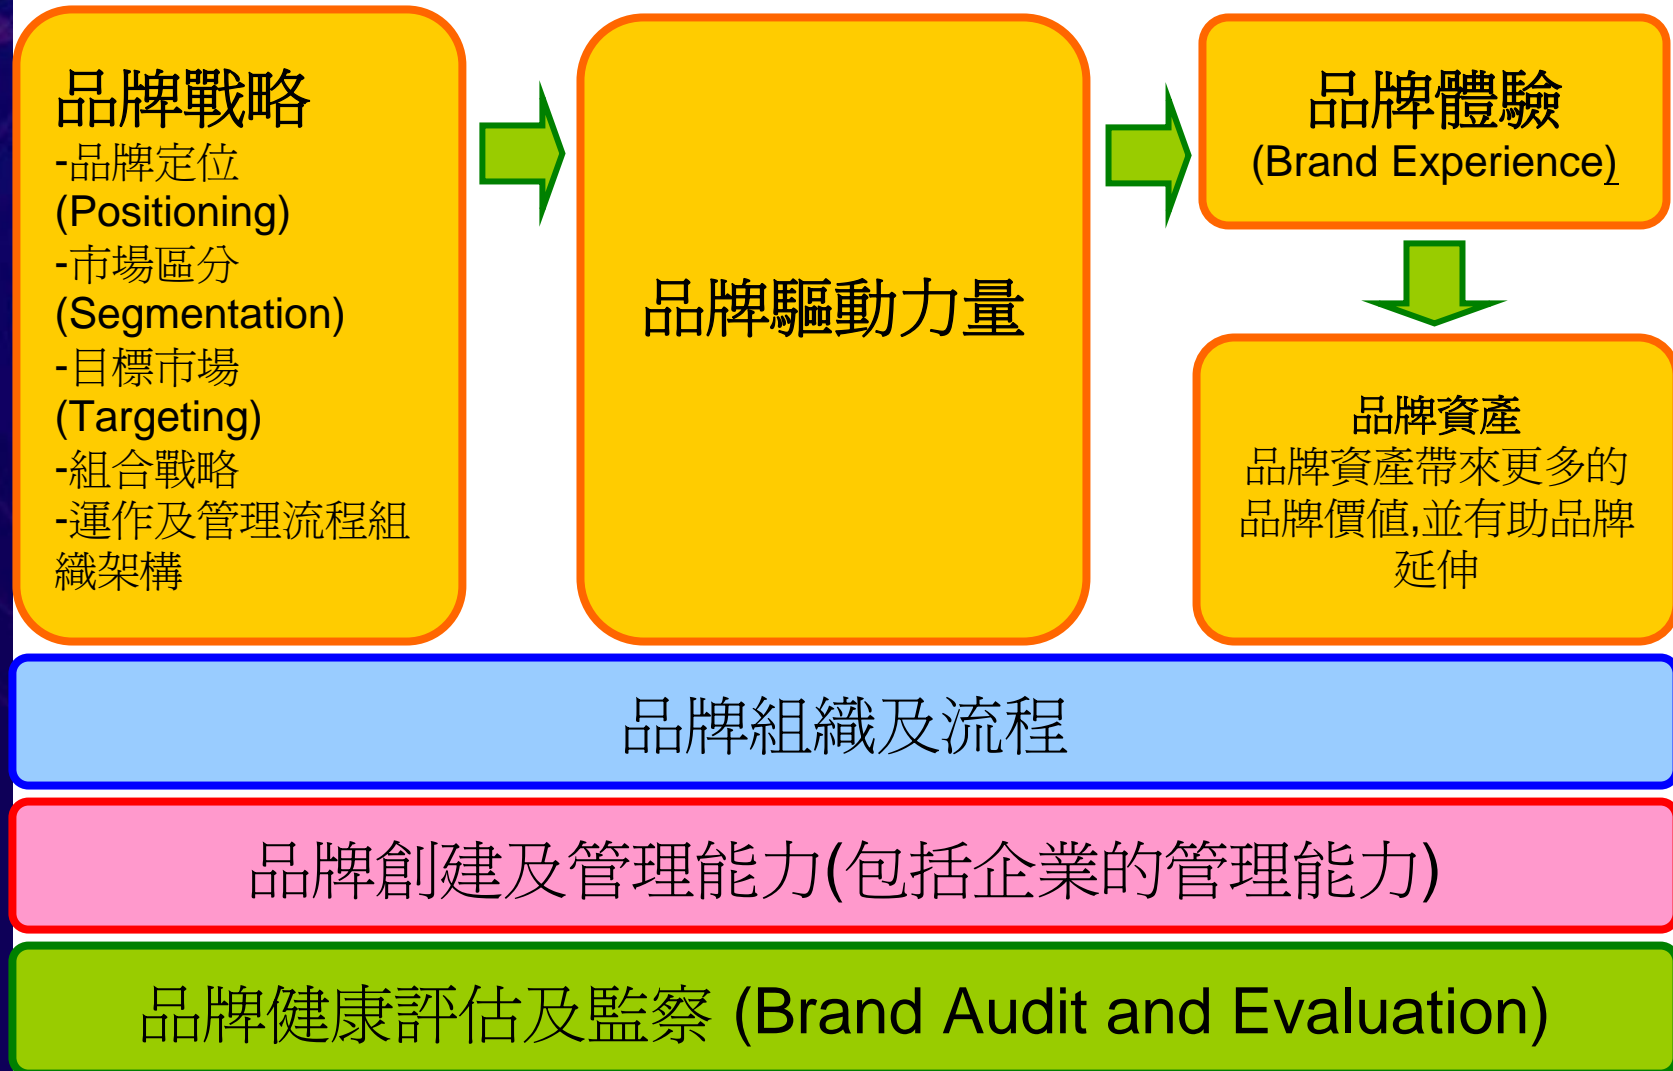 品牌戰略
-品牌定位
(Positioning)
-市場區分
(Segmentation)
-目標市場
(Targeting)
-組合戰略
-運作及管理流程組
織架構
品牌驅動力量
品牌體驗
(Brand Experience)
品牌資產
品牌資產帶來更多的
品牌價值,並有助品牌
延伸
品牌組織及流程
品牌創建及管理能力(包括企業的管理能力)
品牌健康評估及監察 (Brand Audit and Evaluation)